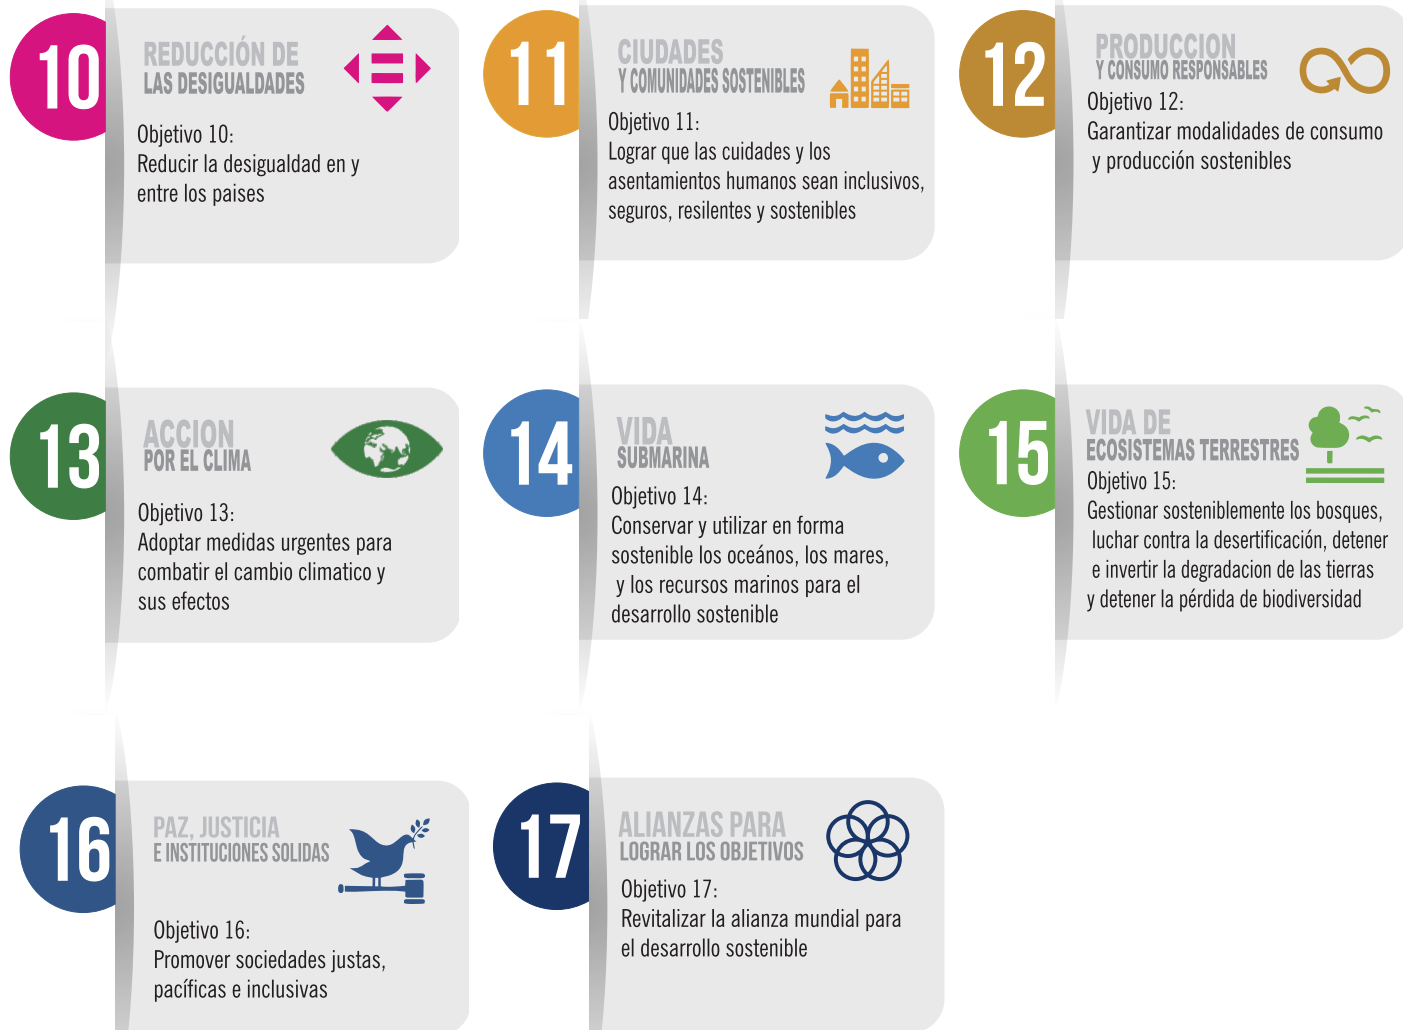 10
REDUCCIÓN DE
LAS DESIGUALDADES
Objetivo 10:
Reducir la desigualdad en y
entre los paises
11
CIUDADES
Y COMUNIDADES SOSTENIBLES
Objetivo 11:
Lograr que las cuidades y los
asentamientos humanos sean inclusivos,
seguros, resilentes y sostenibles
12
PRODUCCION
Y CONSUMO RESPONSABLES
Objetivo 12:
Garantizar modalidades de consumo
y producción sostenibles
13
ACCION
POR EL CLIMA
Objetivo 13:
Adoptar medidas urgentes para
combatir el cambio climatico y
sus efectos
14
VIDA
SUBMARINA
Objetivo 14:
Conservar y utilizar en forma
sostenible los oceános, los mares,
y los recursos marinos para el
desarrollo sostenible
15
VIDA DE
ECOSISTEMAS TERRESTRES
Objetivo 15:
Gestionar sosteniblemente los bosques,
luchar contra la desertificación, detener
e invertir la degradacion de las tierras
y detener la pérdida de biodiversidad
16
PAZ, JUSTICIA
E INSTITUCIONES SOLIDAS
Objetivo 16:
Promover sociedades justas,
pacíficas e inclusivas
17
ALIANZAS PARA
LOGRAR LOS OBJETIVOS
Objetivo 17:
Revitalizar la alianza mundial para
el desarrollo sostenible